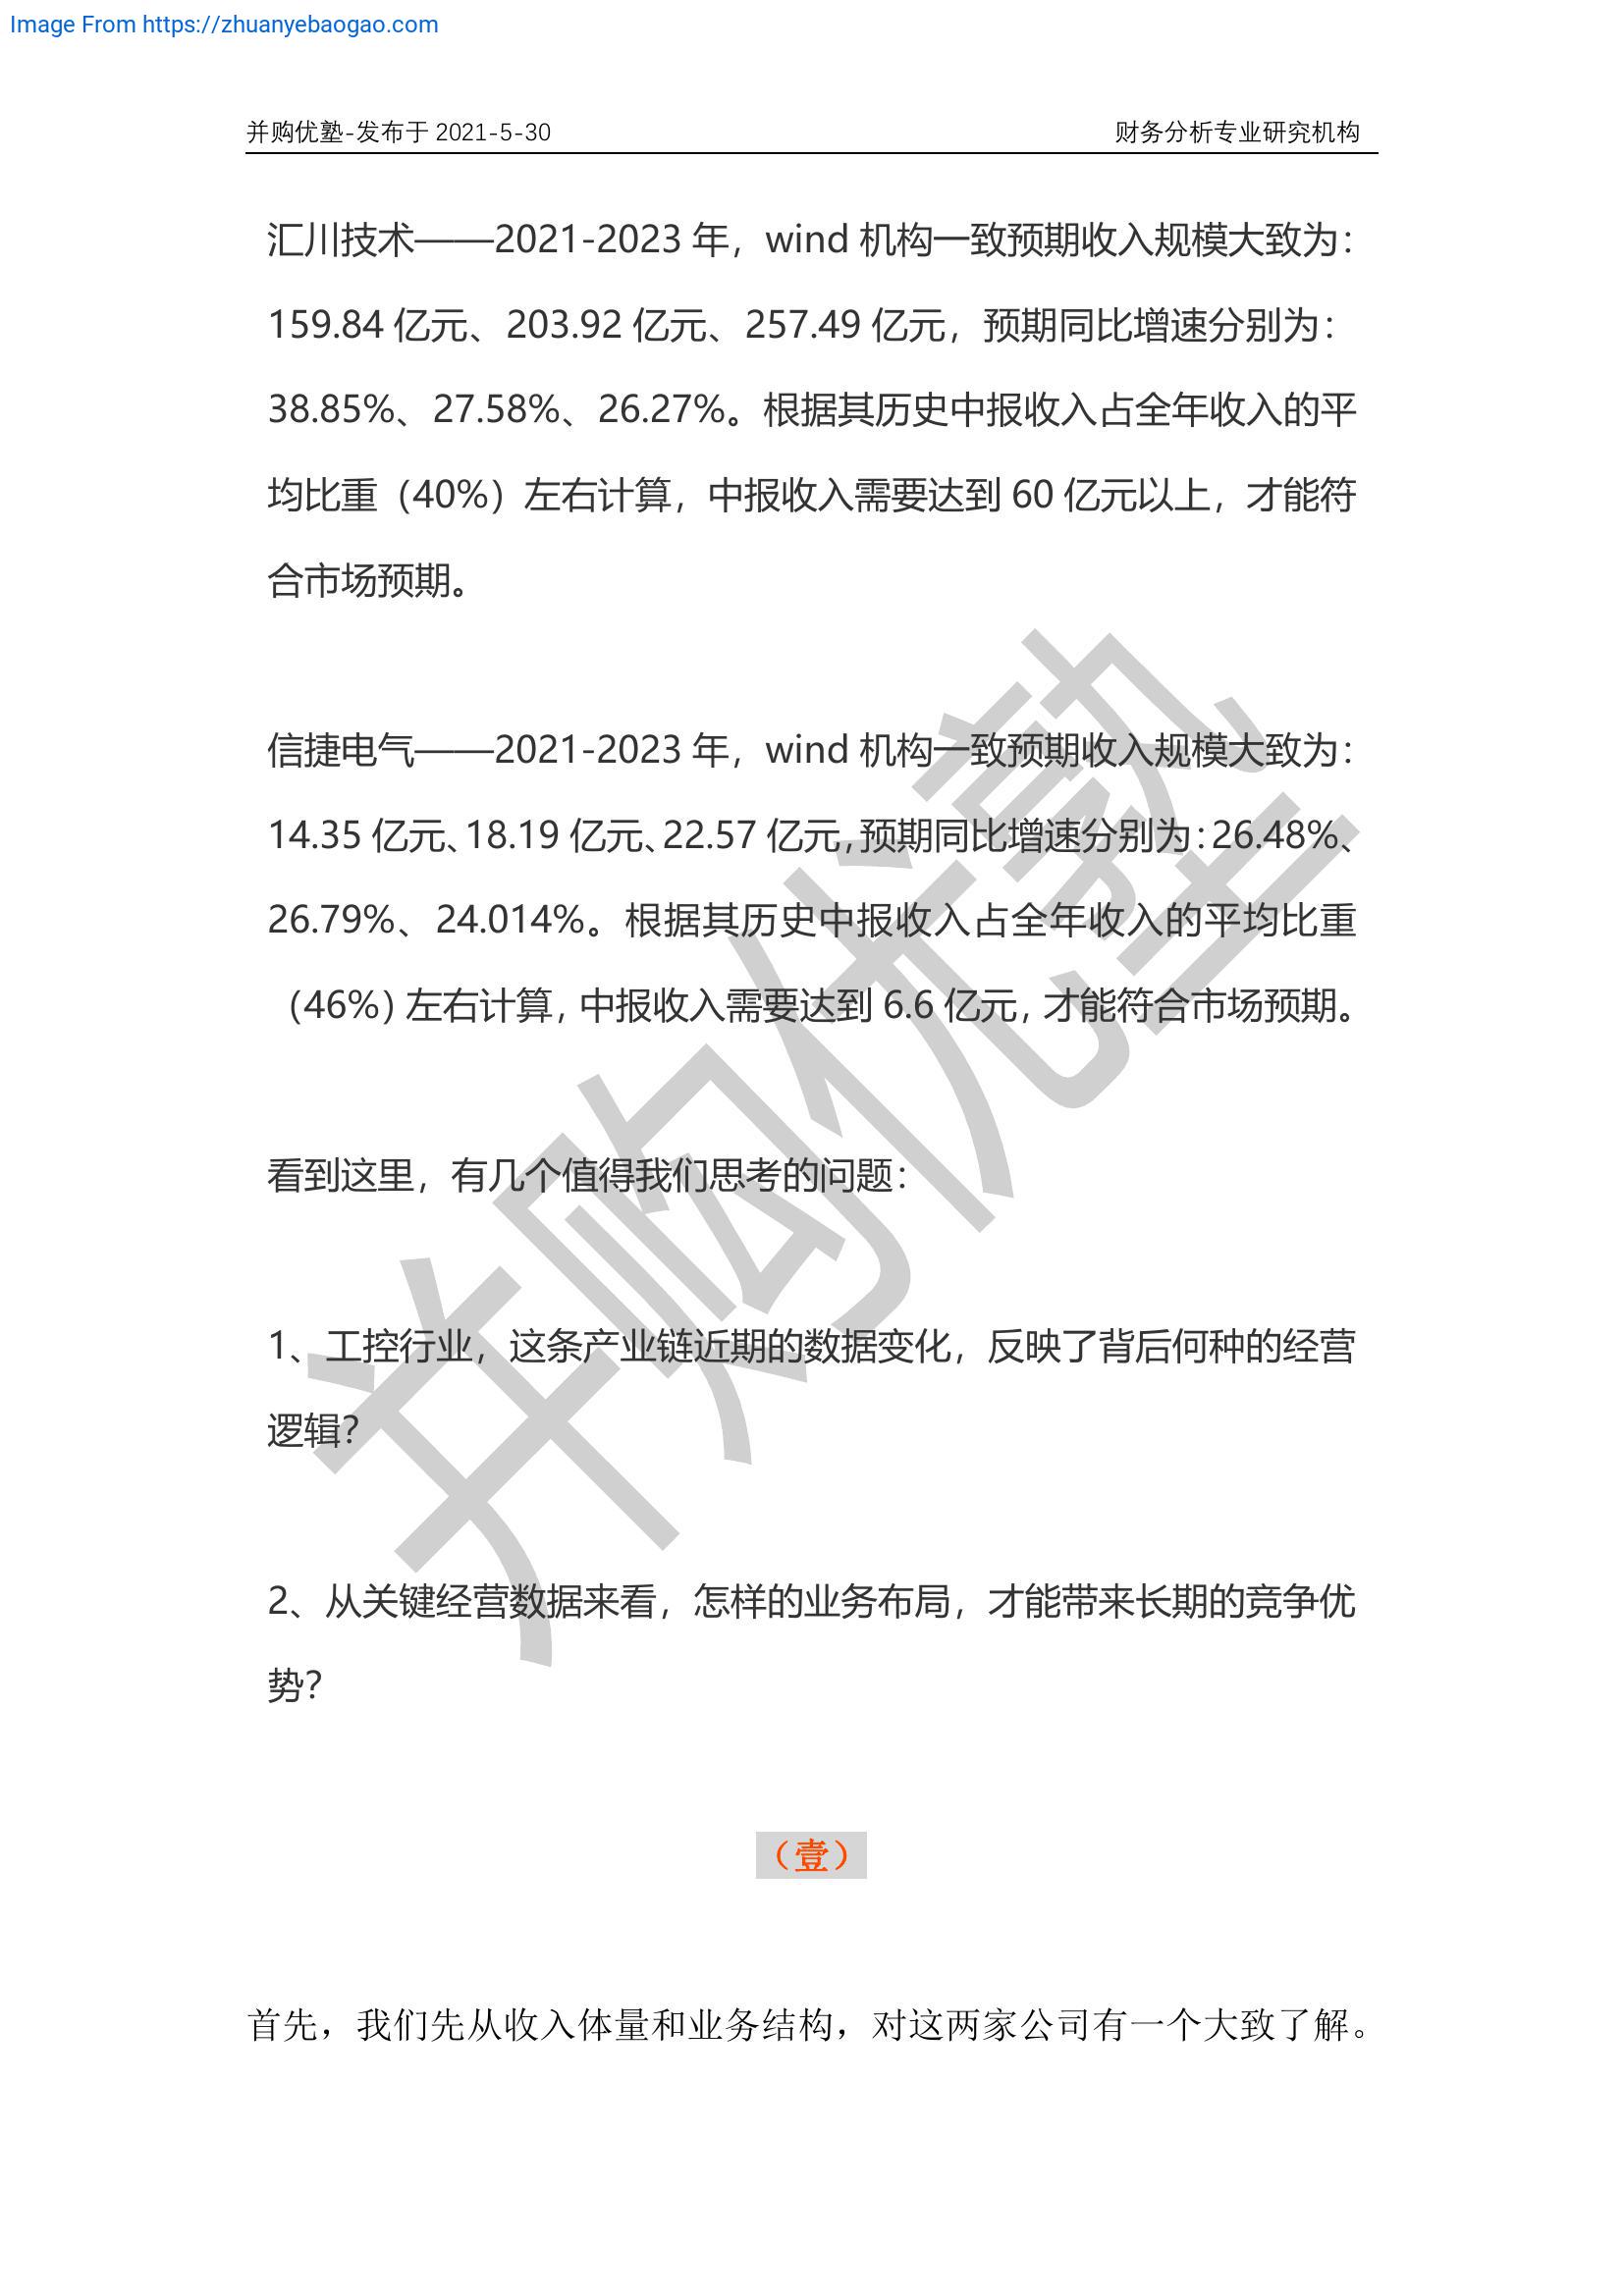 Image From https://zhuanyebaogao.com
并购优塾-发布于 2021-5-30 财务分析专业研究机构
汇川技术——2021-2023 年，wind 机构一致预期收入规模大致为：
159.84 亿元、203.92 亿元、257.49 亿元，预期同比增速分别为：
38.85%、27.58%、26.27%。根据其历史中报收入占全年收入的平
均比重（40%）左右计算，中报收入需要达到 60 亿元以上，才能符
合市场预期。
信捷电气——2021-2023 年，wind 机构一致预期收入规模大致为：
14.35 亿元、18.19 亿元、22.57 亿元，预期同比增速分别为：26.48%、
26.79%、24.014%。根据其历史中报收入占全年收入的平均比重
（46%）左右计算，中报收入需要达到 6.6 亿元，才能符合市场预期。
看到这里，有几个值得我们思考的问题：
1、工控行业，这条产业链近期的数据变化，反映了背后何种的经营
逻辑？
2、从关键经营数据来看，怎样的业务布局，才能带来长期的竞争优
势？
（壹）
首先，我们先从收入体量和业务结构，对这两家公司有一个大致了解。
并购优塾